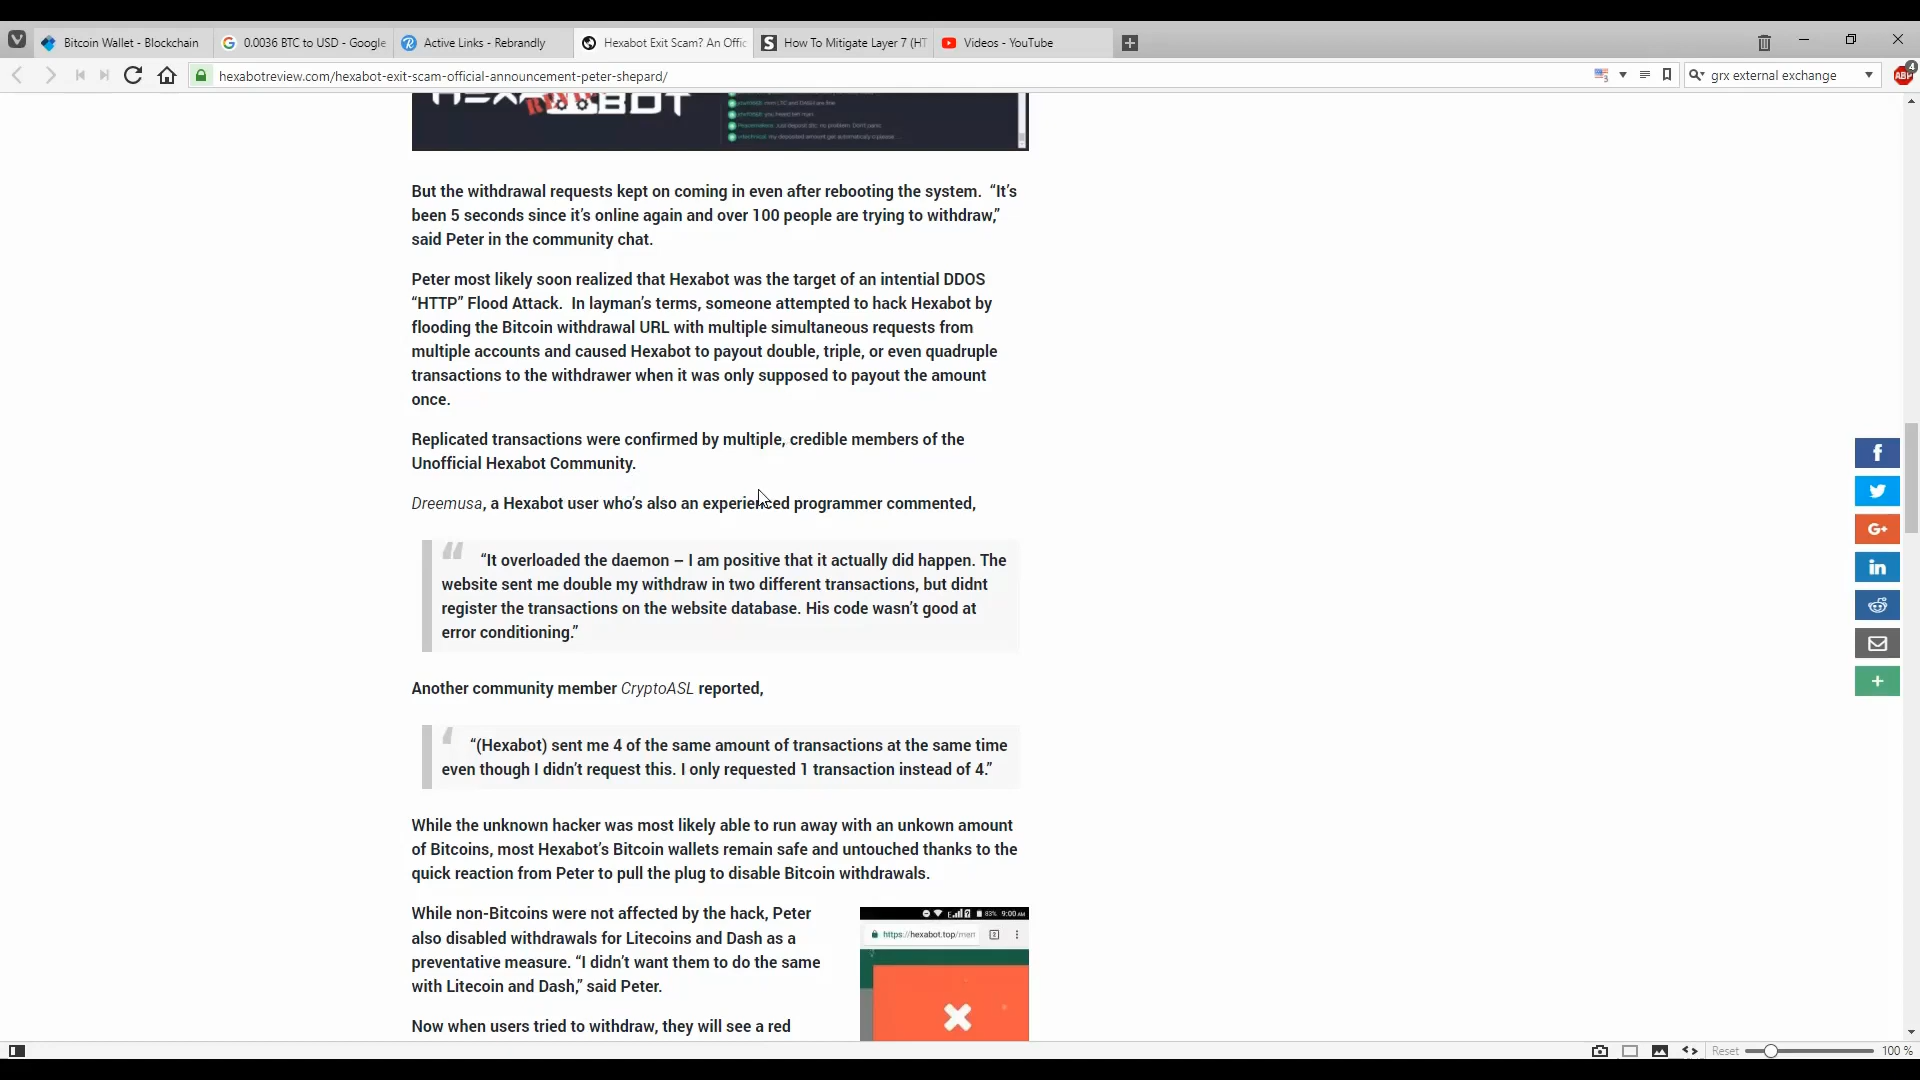 Bitcoin Wallet - Blockchain
0.0036 BTC to USD - Google
Active Links - Rebrandly
Hexabot Exit Scam? An Offic
How To Mitigate Layer 7 (HT
Videos - YouTube
hexabotreview.com/hexabot-exit-scam-official-announcement-peter-shepard/
grx external exchange
ABP
4
But the withdrawal requests kept on coming in even after rebooting the system. “It’s
been 5 seconds since it’s online again and over 100 people are trying to withdraw,”
said Peter in the community chat.
Peter most likely soon realized that Hexabot was the target of an intential DDOS
“HTTP” Flood Attack. In layman’s terms, someone attempted to hack Hexabot by
flooding the Bitcoin withdrawal URL with multiple simultaneous requests from
multiple accounts and caused Hexabot to payout double, triple, or even quadruple
transactions to the withdrawer when it was only supposed to payout the amount
once.
Replicated transactions were confirmed by multiple, credible members of the
Unofficial Hexabot Community.
Dreemusa, a Hexabot user who’s also an experienced programmer commented,
“It overloaded the daemon – I am positive that it actually did happen. The
website sent me double my withdraw in two different transactions, but didnt
register the transactions on the website database. His code wasn’t good at
error conditioning.”
Another community member CryptoASL reported,
“(Hexabot) sent me 4 of the same amount of transactions at the same time
even though I didn’t request this. I only requested 1 transaction instead of 4.”
While the unknown hacker was most likely able to run away with an unkown amount
of Bitcoins, most Hexabot’s Bitcoin wallets remain safe and untouched thanks to the
quick reaction from Peter to pull the plug to disable Bitcoin withdrawals.
While non-Bitcoins were not affected by the hack, Peter
also disabled withdrawals for Litecoins and Dash as a
preventative measure. “I didn’t want them to do the same
with Litecoin and Dash,” said Peter.
Now when users tried to withdraw, they will see a red
83% 9:00 AM
https://hexabot.top/mem
Reset
100 %